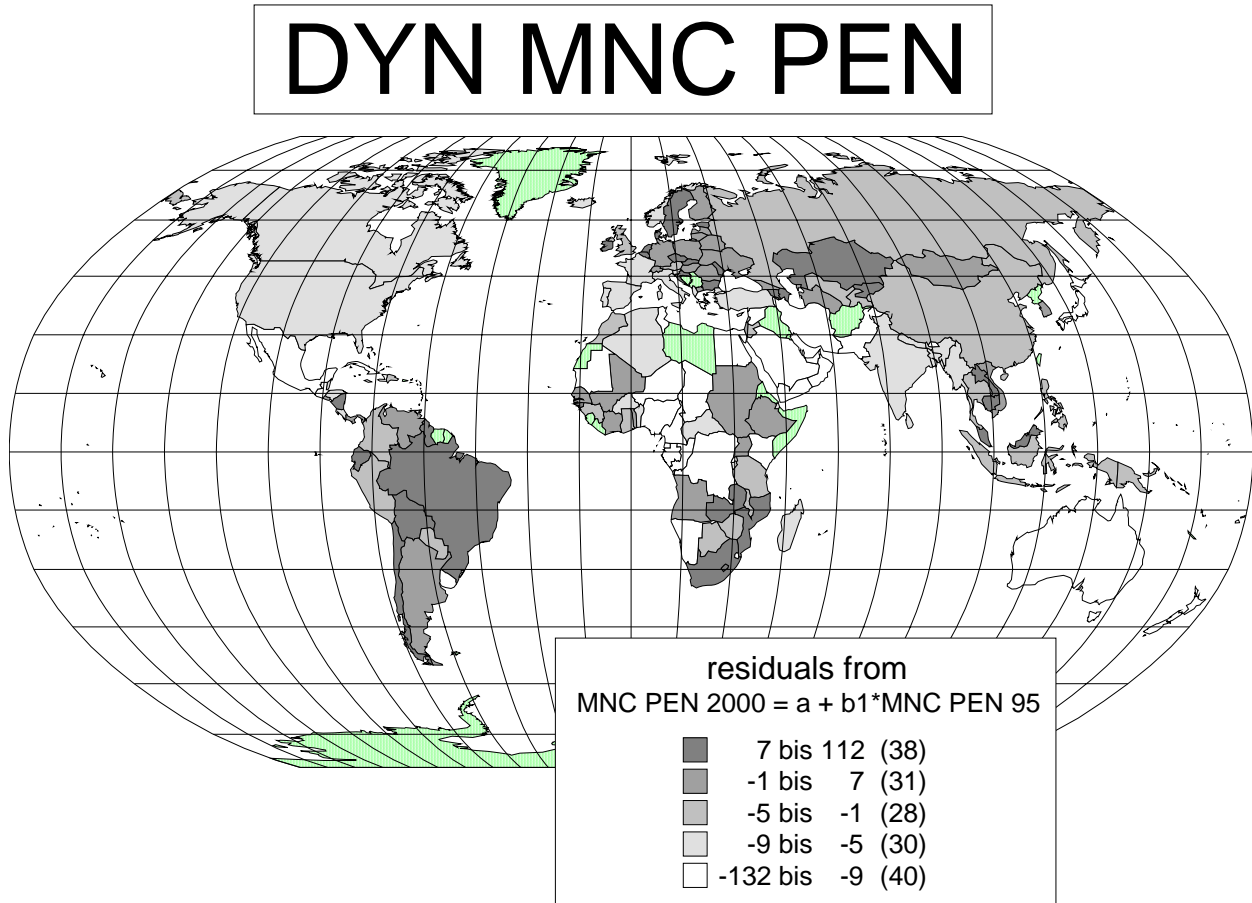 DYN MNC PEN
residuals from
MNC PEN 2000 = a + b1*MNC PEN 95
7 bis 112 (38)
-1 bis 7 (31)
-5 bis -1 (28)
-9 bis -5 (30)
-132 bis -9 (40)